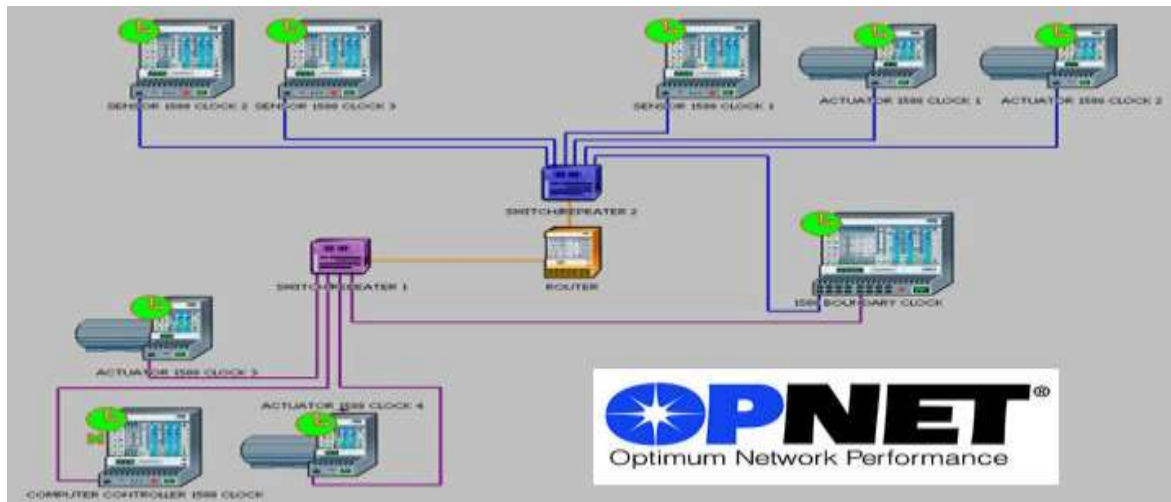 SENSOR 1588 CLOCK 2
SENSOR 1588 CLOCK 3
SENSOR 1588 CLOCK 1
ACTUATOR 1588 CLOCK 1
ACTUATOR 1588 CLOCK 2
SWITCH/REPEATER 2
SWITCH/REPEATER 1
ROUTER
1588 BOUNDARY CLOCK
ACTUATOR 1588 CLOCK 3
ACTUATOR 1588 CLOCK 4
M
COMPUTER CONTROLLER 1588 CLOCK
OPNET®
Optimum Network Performance